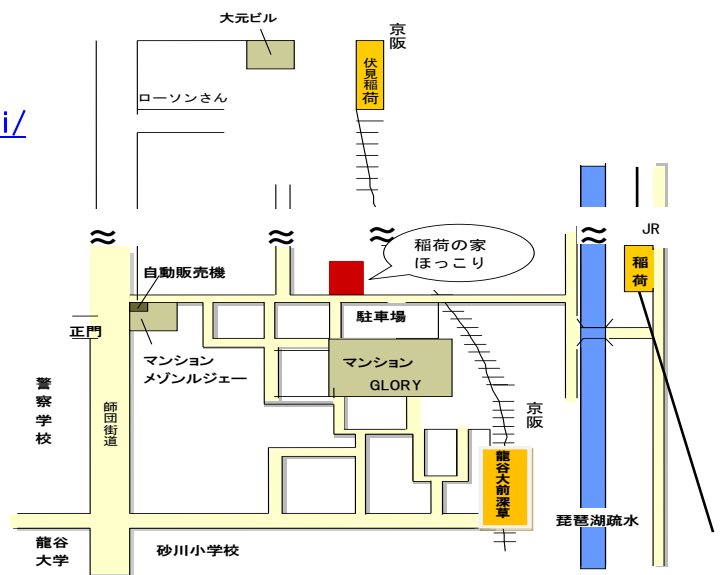 大元ビル
京阪
伏見稲荷
ローソンさん
i/
JR
稲荷の家
ほっこり
稲荷
自動販売機
駐車場
正門
マンション
メゾンルジェー
マンション
GLORY
警察学校
師団街道
京阪
龍谷大前深草
琵琶湖疏水
龍谷
大学
砂川小学校